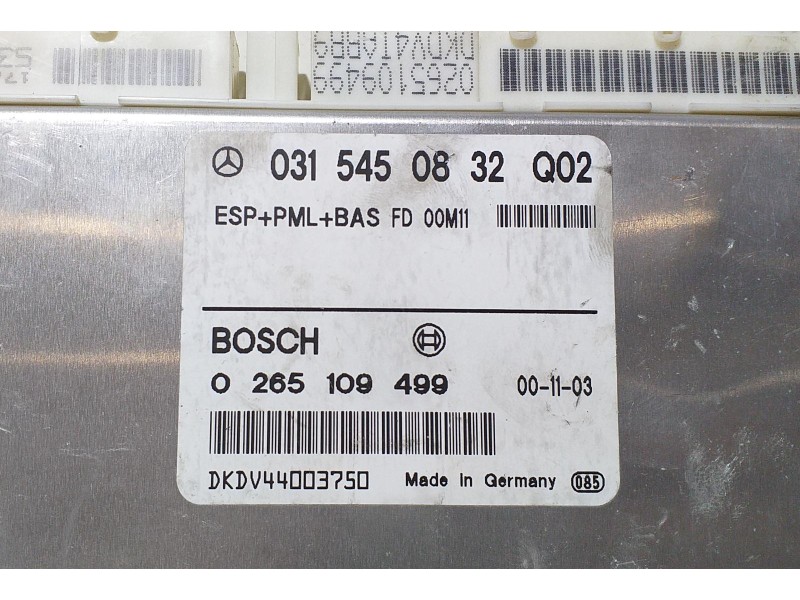 0265109499
031 545 08 32 Q02
ESP+PML+BAS FD 00M11
BOSCH
0 265 109 499 00-11-03
DKDV44003750
Made in Germany 085